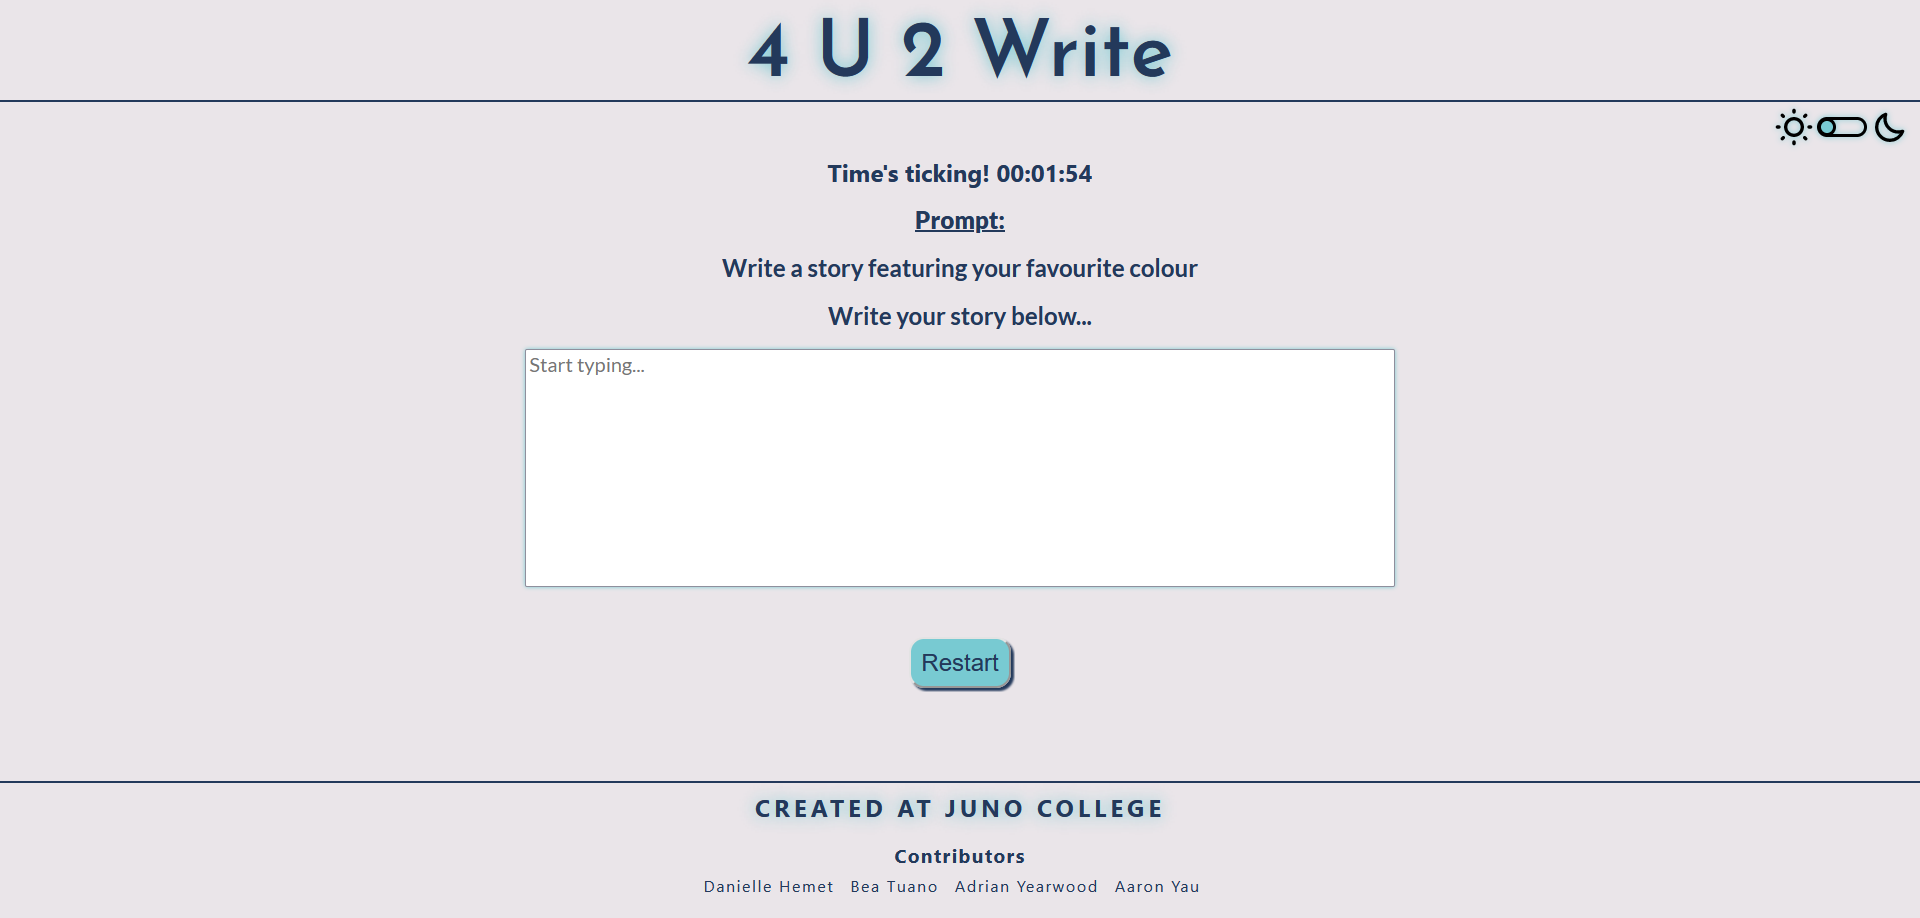 4 U 2 Write
Time's ticking! 00:01:54
Prompt:
Write a story featuring your favourite colour
Write your story below...
Start typing...
Restart
CREATED AT JUNO COLLEGE
Contributors
Danielle Hemet Bea Tuano Adrian Yearwood Aaron Yau